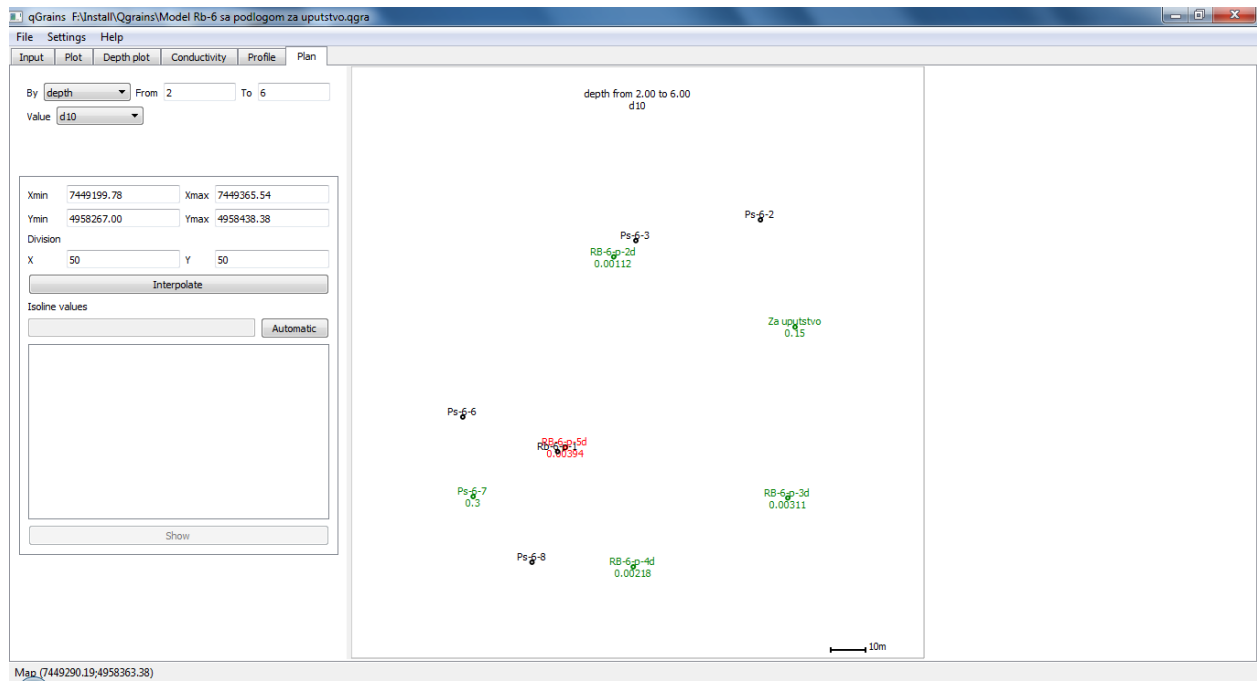 qGrains F:\Install\Qgrains\Model Rb-6 sa podlogom za uputstvo.qgra
File Settings Help
Input Plot Depth plot Conductivity Profile Plan
By depth From 2 To 6
Value d10
depth from 2.00 to 6.00
d10
Xmin 7449199.78 Xmax 7449365.54
Ymin 4958267.00 Ymax 4958438.38
Division
X 50 Y 50
Interpolate
Isoline values
Automatic
Show
Ps-6-2
Ps-6-3
RB-6-p-2d
0.00112
Za uputstvo
0.15
Ps-6-6
RB-6-p-5d
Rb-6-p-1
0.00394
Ps-6-7
0.3
RB-6-p-3d
0.00311
Ps-6-8
RB-6-p-4d
0.00218
10m
Map (7449290.19;4958363.38)